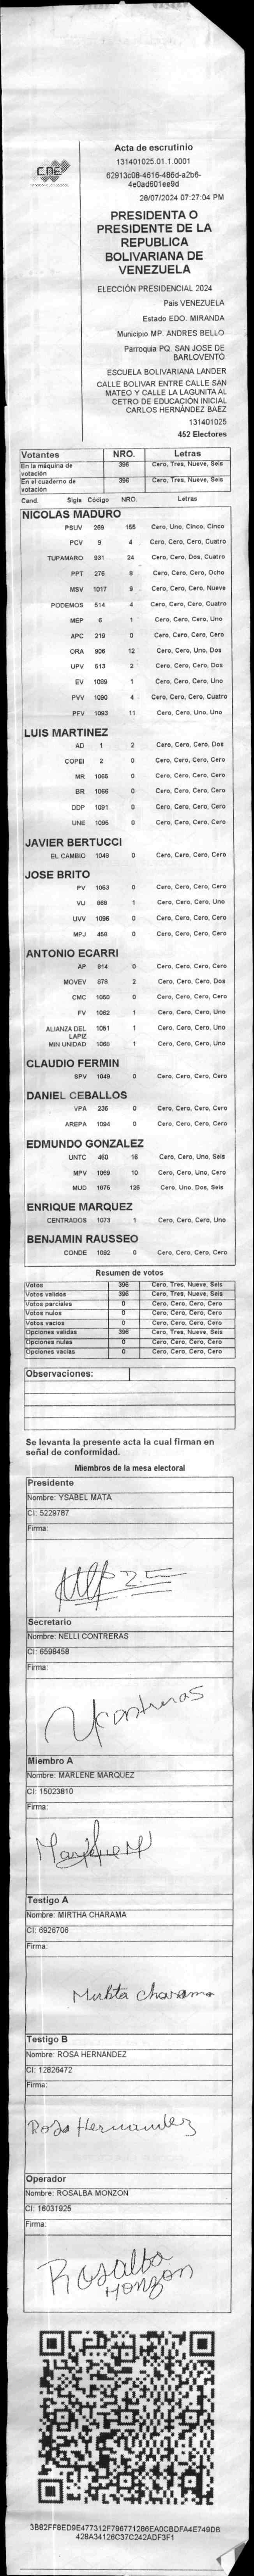 CNE
Acta de escrutinio
131401025.01.1.0001
62913c08-4616-486d-a2b6-
4e0ad601ee9d
28/07/2024 07:27:04 PM
PRESIDENTA O
PRESIDENTE DE LA
REPUBLICA
BOLIVARIANA DE
VENEZUELA
ELECCIÓN PRESIDENCIAL 2024
Pais VENEZUELA
Estado EDO. MIRANDA
Municipio MP. ANDRES BELLO
Parroquia PQ. SAN JOSE DE
BARLOVENTO
ESCUELA BOLIVARIANA LANDER
CALLE BOLIVAR ENTRE CALLE SAN
MATEO Y CALLE LA LAGUNITA AL
CETRO DE EDUCACIÓN INICIAL
CARLOS HERNÁNDEZ BAEZ
131401025
452 Electores
Votantes NRO. Letras
En la máquina de votación 396 Cero, Tres, Nueve, Seis
En el cuaderno de votación 396 Cero, Tres, Nueve, Seis
Cand. Sigla Código NRO. Letras
NICOLAS MADURO
PSUV 269 155 Cero, Uno, Cinco, Cinco
PCV 9 4 Cero, Cero, Cero, Cuatro
TUPAMARO 931 24 Cero, Cero, Dos, Cuatro
PPT 276 8 Cero, Cero, Cero, Ocho
MSV 1017 9 Cero, Cero, Cero, Nueve
PODEMOS 514 4 Cero, Cero, Cero, Cuatro
MEP 6 1 Cero, Cero, Cero, Uno
APC 219 0 Cero, Cero, Cero, Cero
ORA 906 12 Cero, Cero, Uno, Dos
UPV 613 2 Cero, Cero, Cero, Dos
EV 1099 1 Cero, Cero, Cero, Uno
PVV 1090 4 Cero, Cero, Cero, Cuatro
PFV 1093 11 Cero, Cero, Uno, Uno
LUIS MARTINEZ
AD 1 2 Cero, Cero, Cero, Dos
COPEI 2 0 Cero, Cero, Cero, Cero
MR 1065 0 Cero, Cero, Cero, Cero
BR 1066 0 Cero, Cero, Cero, Cero
DDP 1091 0 Cero, Cero, Cero, Cero
UNE 1095 0 Cero, Cero, Cero, Cero
JAVIER BERTUCCI
EL CAMBIO 1048 0 Cero, Cero, Cero, Cero
JOSE BRITO
PV 1053 0 Cero, Cero, Cero, Cero
VU 868 1 Cero, Cero, Cero, Uno
UVV 1096 0 Cero, Cero, Cero, Cero
MPJ 458 0 Cero, Cero, Cero, Cero
ANTONIO ECARRI
AP 814 0 Cero, Cero, Cero, Cero
MOVEV 878 2 Cero, Cero, Cero, Dos
CMC 1050 0 Cero, Cero, Cero, Cero
FV 1062 1 Cero, Cero, Cero, Uno
ALIANZA DEL LAPIZ 1051 1 Cero, Cero, Cero, Uno
MIN UNIDAD 1068 1 Cero, Cero, Cero, Uno
CLAUDIO FERMIN
SPV 1049 0 Cero, Cero, Cero, Cero
DANIEL CEBALLOS
VPA 236 0 Cero, Cero, Cero, Cero
AREPA 1094 0 Cero, Cero, Cero, Cero
EDMUNDO GONZALEZ
UNTC 460 16 Cero, Cero, Uno, Seis
MPV 1069 10 Cero, Cero, Uno, Cero
MUD 1075 126 Cero, Uno, Dos, Seis
ENRIQUE MARQUEZ
CENTRADOS 1073 1 Cero, Cero, Cero, Uno
BENJAMIN RAUSSEO
CONDE 1092 0 Cero, Cero, Cero, Cero
Resumen de votos
Votos 396 Cero, Tres, Nueve, Seis
Votos validos 396 Cero, Tres, Nueve, Seis
Votos parciales 0 Cero, Cero, Cero, Cero
Votos nulos 0 Cero, Cero, Cero, Cero
Votos vacios 0 Cero, Cero, Cero, Cero
Opciones validas 396 Cero, Tres, Nueve, Seis
Opciones nulas 0 Cero, Cero, Cero, Cero
Opciones vacias 0 Cero, Cero, Cero, Cero
Observaciones:
Se levanta la presente acta la cual firman en
señal de conformidad.
Miembros de la mesa electoral
Presidente
Nombre: YSABEL MATA
CI: 5229787
Firma:
Secretario
Nombre: NELLI CONTRERAS
CI: 6598458
Firma:
Contreras
Miembro A
Nombre: MARLENE MARQUEZ
CI: 15023810
Firma:
Testigo A
Nombre: MIRTHA CHARAMA
CI: 6926706
Firma:
Mirhta Charama
Testigo B
Nombre: ROSA HERNANDEZ
CI: 12826472
Firma:
Rosa Hernandez
Operador
Nombre: ROSALBA MONZON
CI: 16031925
Firma:
Rosalba
Monzon
3B82FF8ED9E477312F796771286EA0CBDFA4E749DB
428A34126C37C242ADF3F1